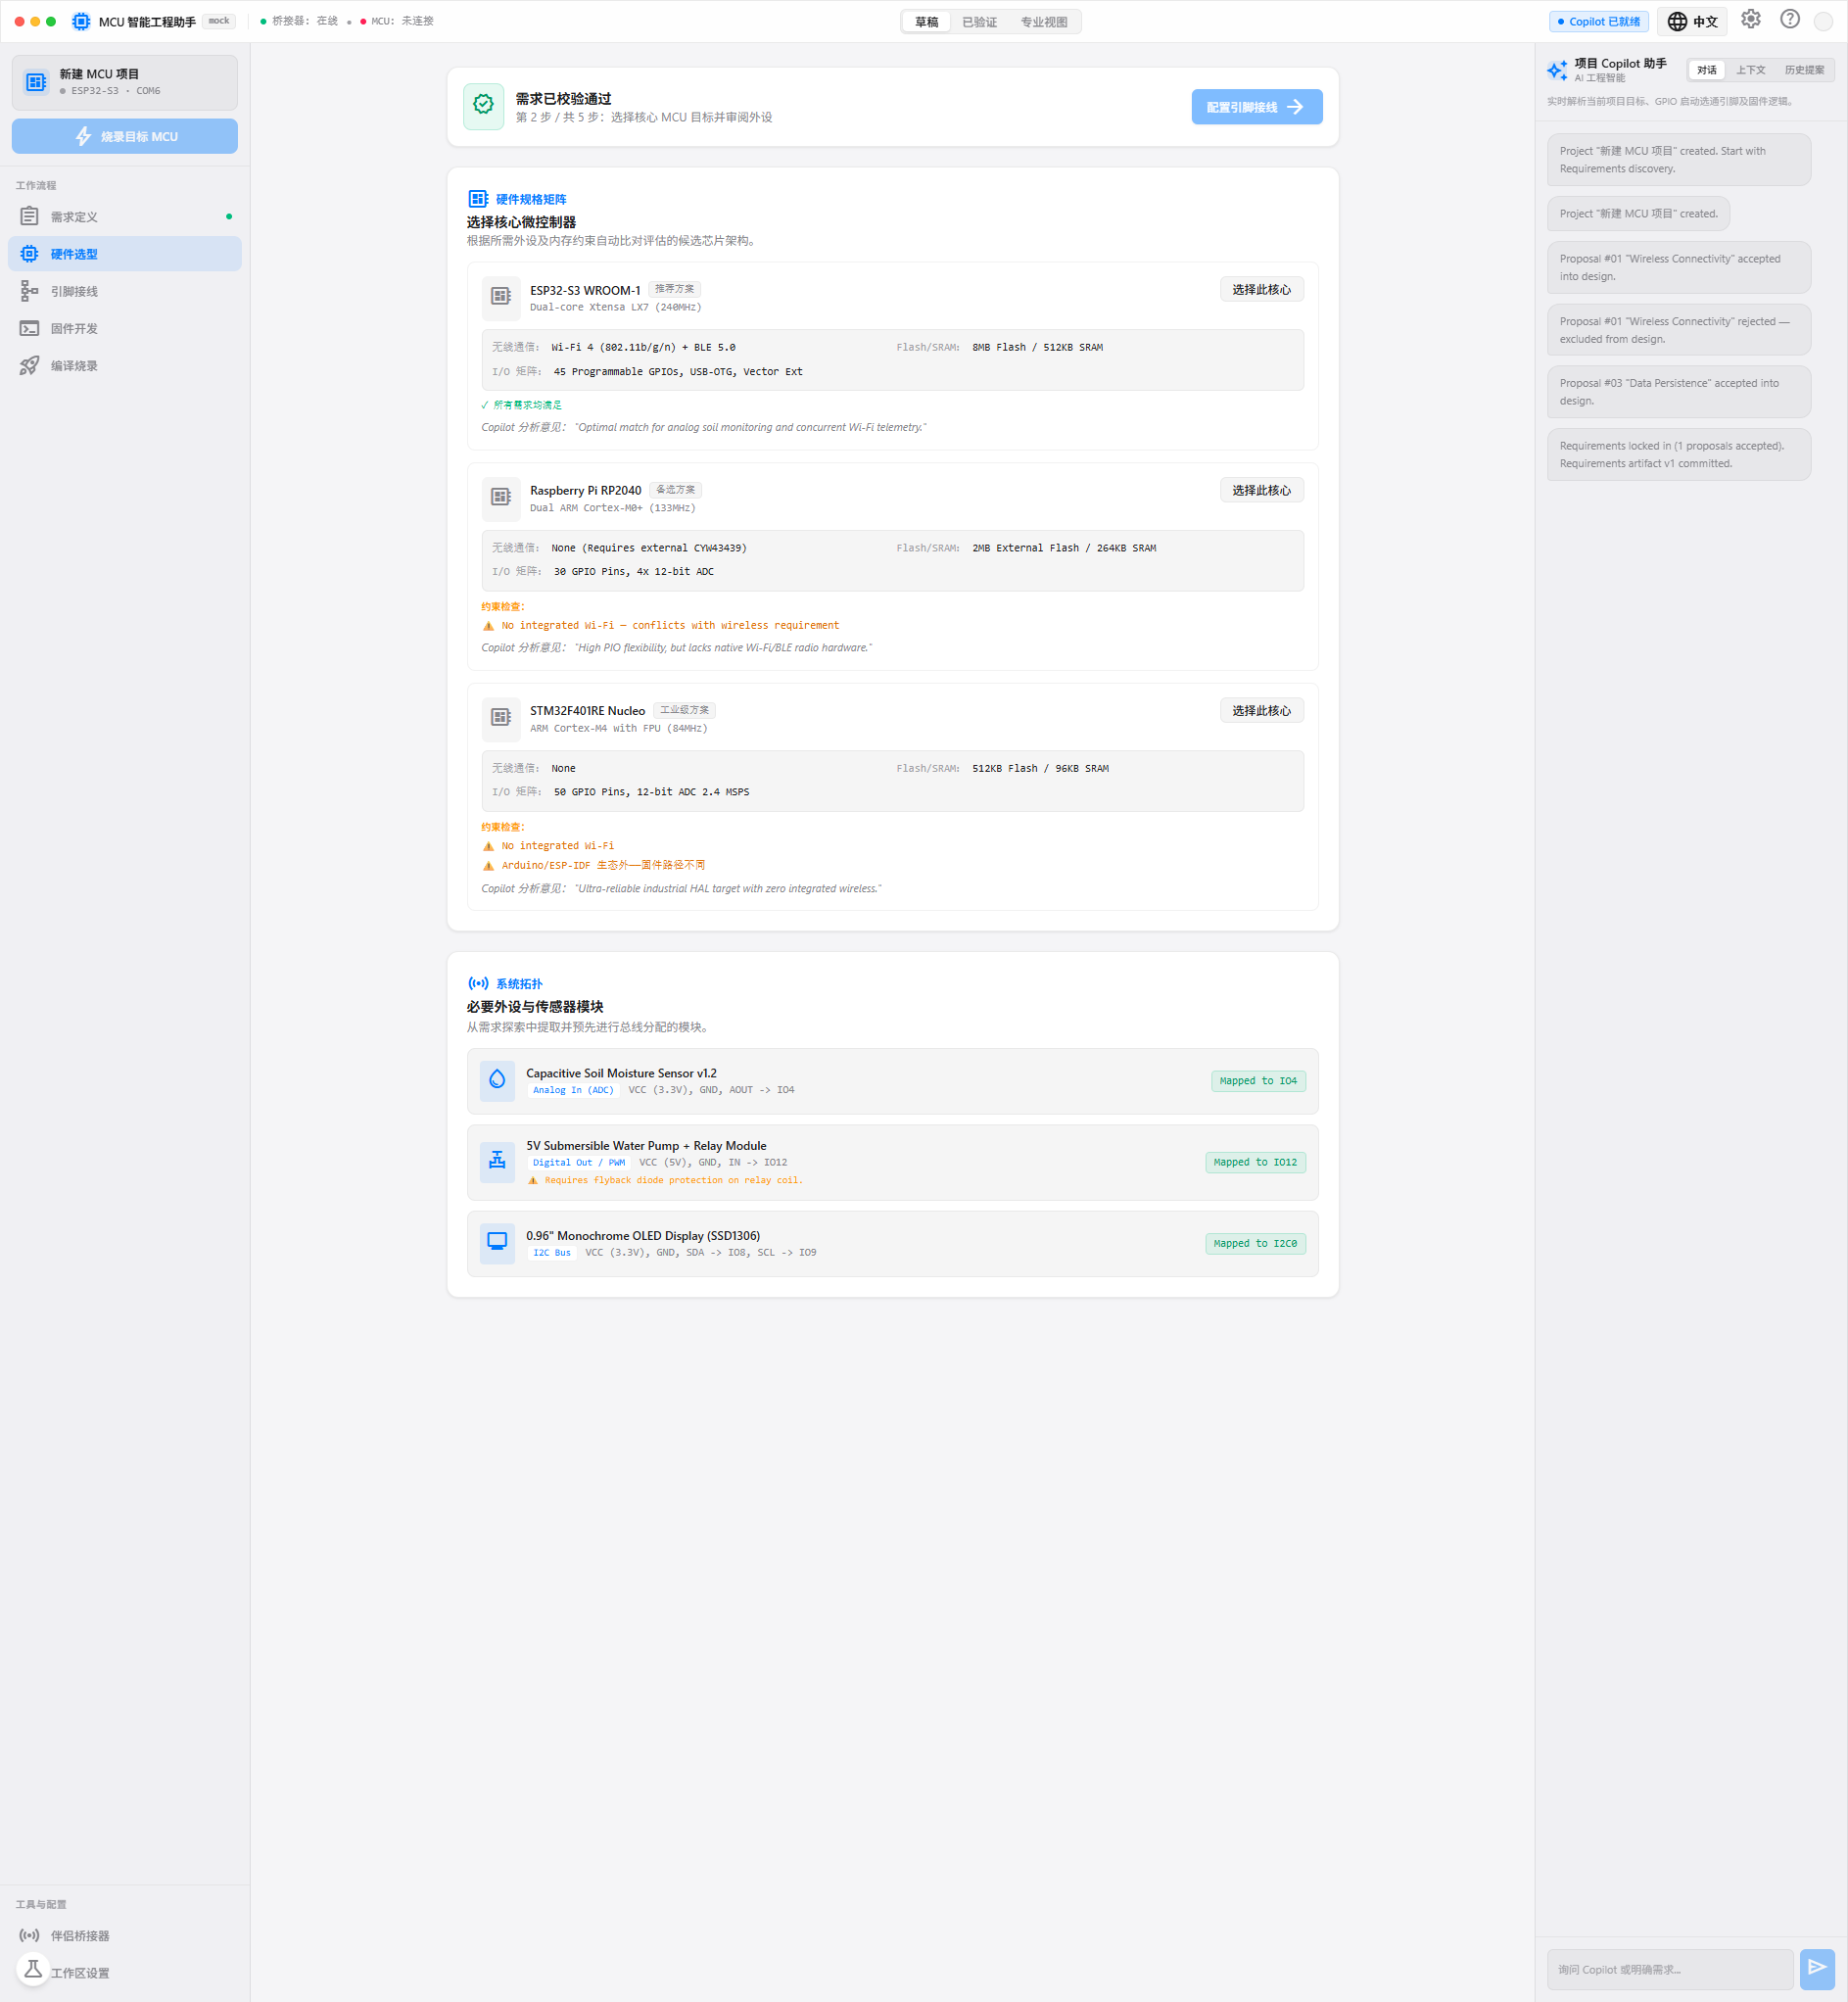 MCU 智能工程助手 mock 桥接器: 在线 MCU: 未连接
草稿 已验证 专业视图
Copilot 已就绪 中文
新建 MCU 项目
ESP32-S3 · COM6
烧录目标 MCU
工作流程
需求定义
硬件选型
引脚接线
固件开发
编译烧录
工具与配置
伴侣桥接器
工作区设置
需求已校验通过
第 2 步 / 共 5 步：选择核心 MCU 目标并审阅外设
配置引脚接线
硬件规格矩阵
选择核心微控制器
根据所需外设及内存约束自动比对评估的候选芯片架构。
ESP32-S3 WROOM-1 推荐方案
Dual-core Xtensa LX7 (240MHz)
选择此核心
无线通信: Wi-Fi 4 (802.11b/g/n) + BLE 5.0 Flash/SRAM: 8MB Flash / 512KB SRAM
I/O 矩阵: 45 Programmable GPIOs, USB-OTG, Vector Ext
✓ 所有需求均满足
Copilot 分析意见： "Optimal match for analog soil monitoring and concurrent Wi-Fi telemetry."
Raspberry Pi RP2040 备选方案
Dual ARM Cortex-M0+ (133MHz)
选择此核心
无线通信: None (Requires external CYW43439) Flash/SRAM: 2MB External Flash / 264KB SRAM
I/O 矩阵: 30 GPIO Pins, 4x 12-bit ADC
约束检查:
⚠ No integrated Wi-Fi — conflicts with wireless requirement
Copilot 分析意见： "High PIO flexibility, but lacks native Wi-Fi/BLE radio hardware."
STM32F401RE Nucleo 工业级方案
ARM Cortex-M4 with FPU (84MHz)
选择此核心
无线通信: None Flash/SRAM: 512KB Flash / 96KB SRAM
I/O 矩阵: 50 GPIO Pins, 12-bit ADC 2.4 MSPS
约束检查:
⚠ No integrated Wi-Fi
⚠ Arduino/ESP-IDF 生态外——固件路径不同
Copilot 分析意见： "Ultra-reliable industrial HAL target with zero integrated wireless."
系统拓扑
必要外设与传感器模块
从需求探索中提取并预先进行总线分配的模块。
Capacitive Soil Moisture Sensor v1.2
Analog In (ADC) VCC (3.3V), GND, AOUT -> IO4
Mapped to IO4
5V Submersible Water Pump + Relay Module
Digital Out / PWM VCC (5V), GND, IN -> IO12
⚠ Requires flyback diode protection on relay coil.
Mapped to IO12
0.96" Monochrome OLED Display (SSD1306)
I2C Bus VCC (3.3V), GND, SDA -> IO8, SCL -> IO9
Mapped to I2C0
项目 Copilot 助手
AI 工程智能
对话 上下文 历史提案
实时解析当前项目目标、GPIO 启动选通引脚及固件逻辑。
Project "新建 MCU 项目" created. Start with
Requirements discovery.
Project "新建 MCU 项目" created.
Proposal #01 "Wireless Connectivity" accepted
into design.
Proposal #01 "Wireless Connectivity" rejected —
excluded from design.
Proposal #03 "Data Persistence" accepted into
design.
Requirements locked in (1 proposals accepted).
Requirements artifact v1 committed.
询问 Copilot 或明确需求...